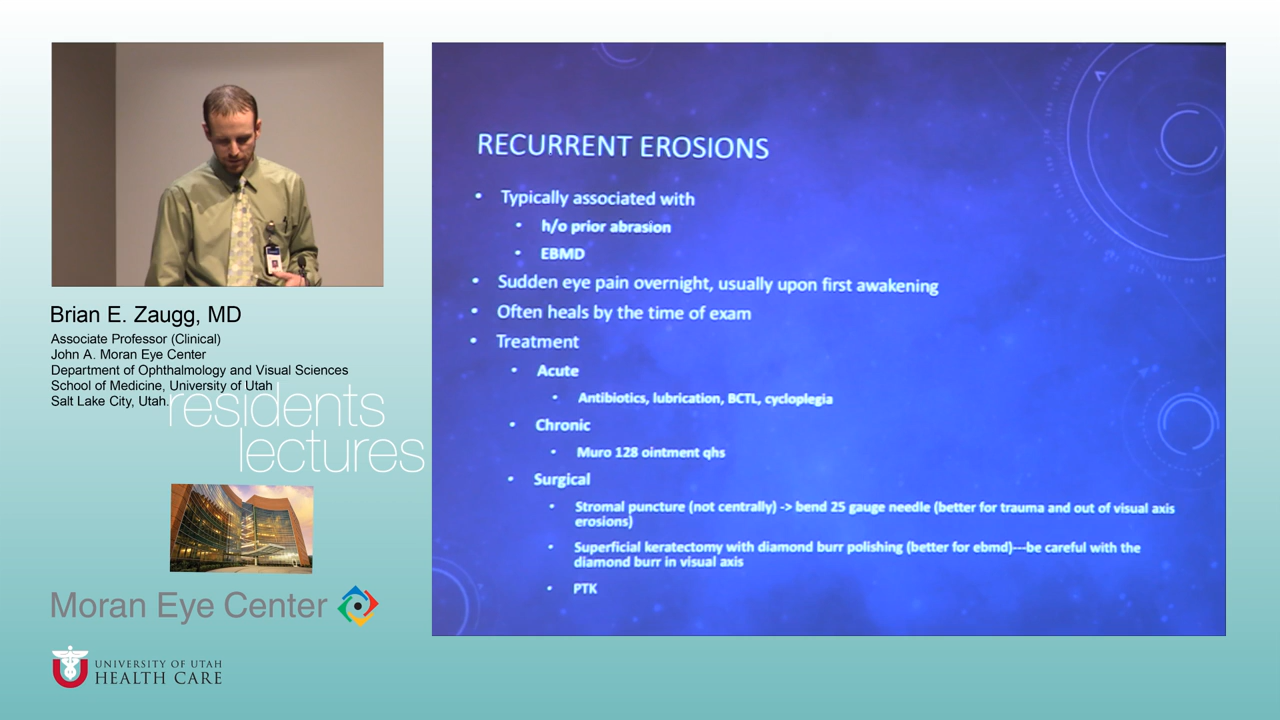 Brian E. Zaugg, MD
Associate Professor (Clinical)
John A. Moran Eye Center
Department of Ophthalmology and Visual Sciences
School of Medicine, University of Utah
Salt Lake City, Utah.
residents
lectures
Moran Eye Center
UNIVERSITY OF UTAH
HEALTH CARE
RECURRENT EROSIONS
• Typically associated with
• h/o prior abrasion
• EBMD
• Sudden eye pain overnight, usually upon first awakening
• Often heals by the time of exam
• Treatment
• Acute
• Antibiotics, lubrication, BCTL, cycloplegia
• Chronic
• Muro 128 ointment qhs
• Surgical
• Stromal puncture (not centrally) -> bend 25 gauge needle (better for trauma and out of visual axis
erosions)
• Superficial keratectomy with diamond burr polishing (better for ebmd)---be careful with the
diamond burr in visual axis
• PTK